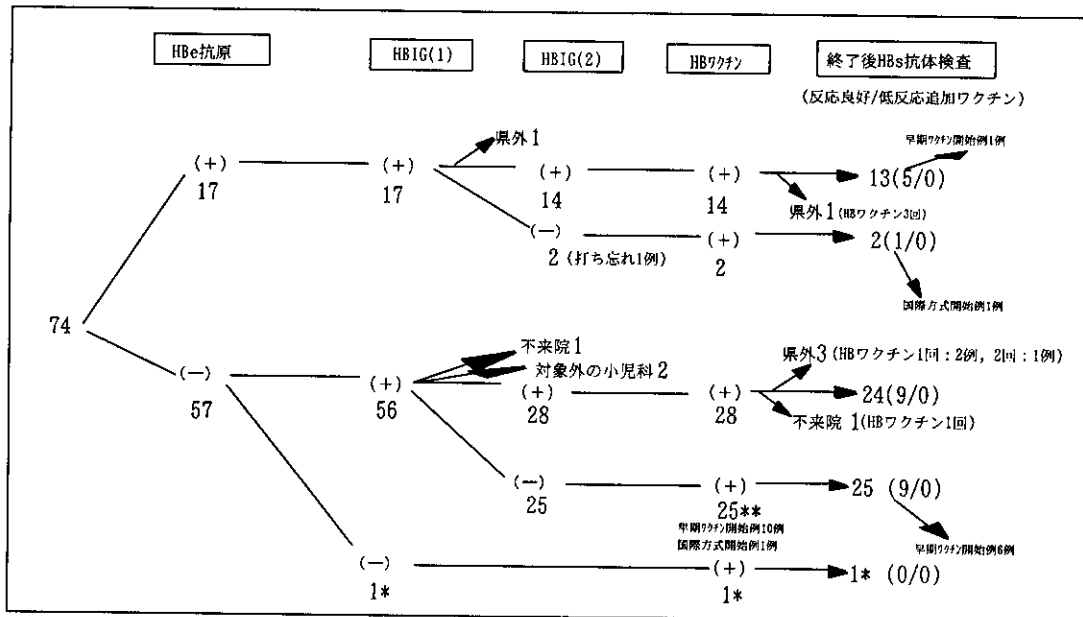 HBe抗原 HBIG(1) HBIG(2) HBワクチン 終了後HBs抗体検査
(反応良好/低反応追加ワクチン)
県外1
早期ワクチン開始例1例
(+) (+) (+) (+) 13(5/0)
17 17 14 14
県外1(HBワクチン3回)
(−) (+) 2(1/0)
2(打ち忘れ1例) 2
国際方式開始例1例
74
不来院1
対象外の小児科2
県外3(HBワクチン1回:2例,2回:1例)
(−) (+) (+) (+) 24(9/0)
57 56 28 28
不来院1(HBワクチン1回)
(−) (+) 25 (9/0)
25 25**
早期ワクチン開始例10例
国際方式開始例1例
早期ワクチン開始例6例
(−) (+) 1* (0/0)
1* 1*